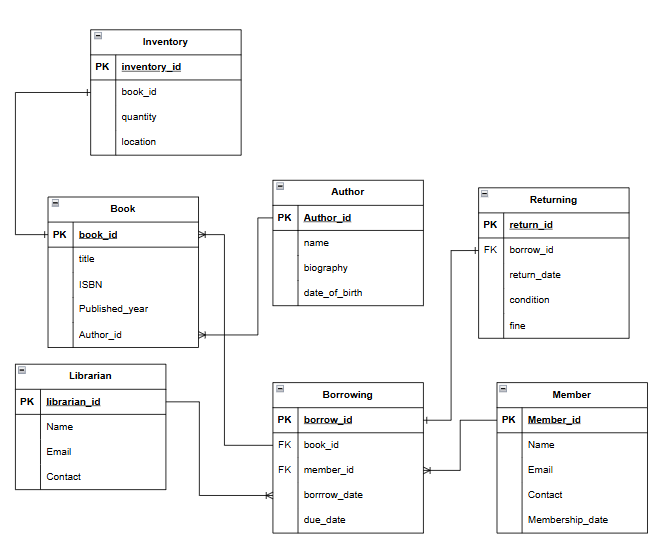 Inventory
PK inventory_id
book_id
quantity
location
Book
PK book_id
title
ISBN
Published_year
Author_id
Author
PK Author_id
name
biography
date_of_birth
Returning
PK return_id
FK borrow_id
return_date
condition
fine
Librarian
PK librarian_id
Name
Email
Contact
Borrowing
PK borrow_id
FK book_id
FK member_id
borrrow_date
due_date
Member
PK Member_id
Name
Email
Contact
Membership_date